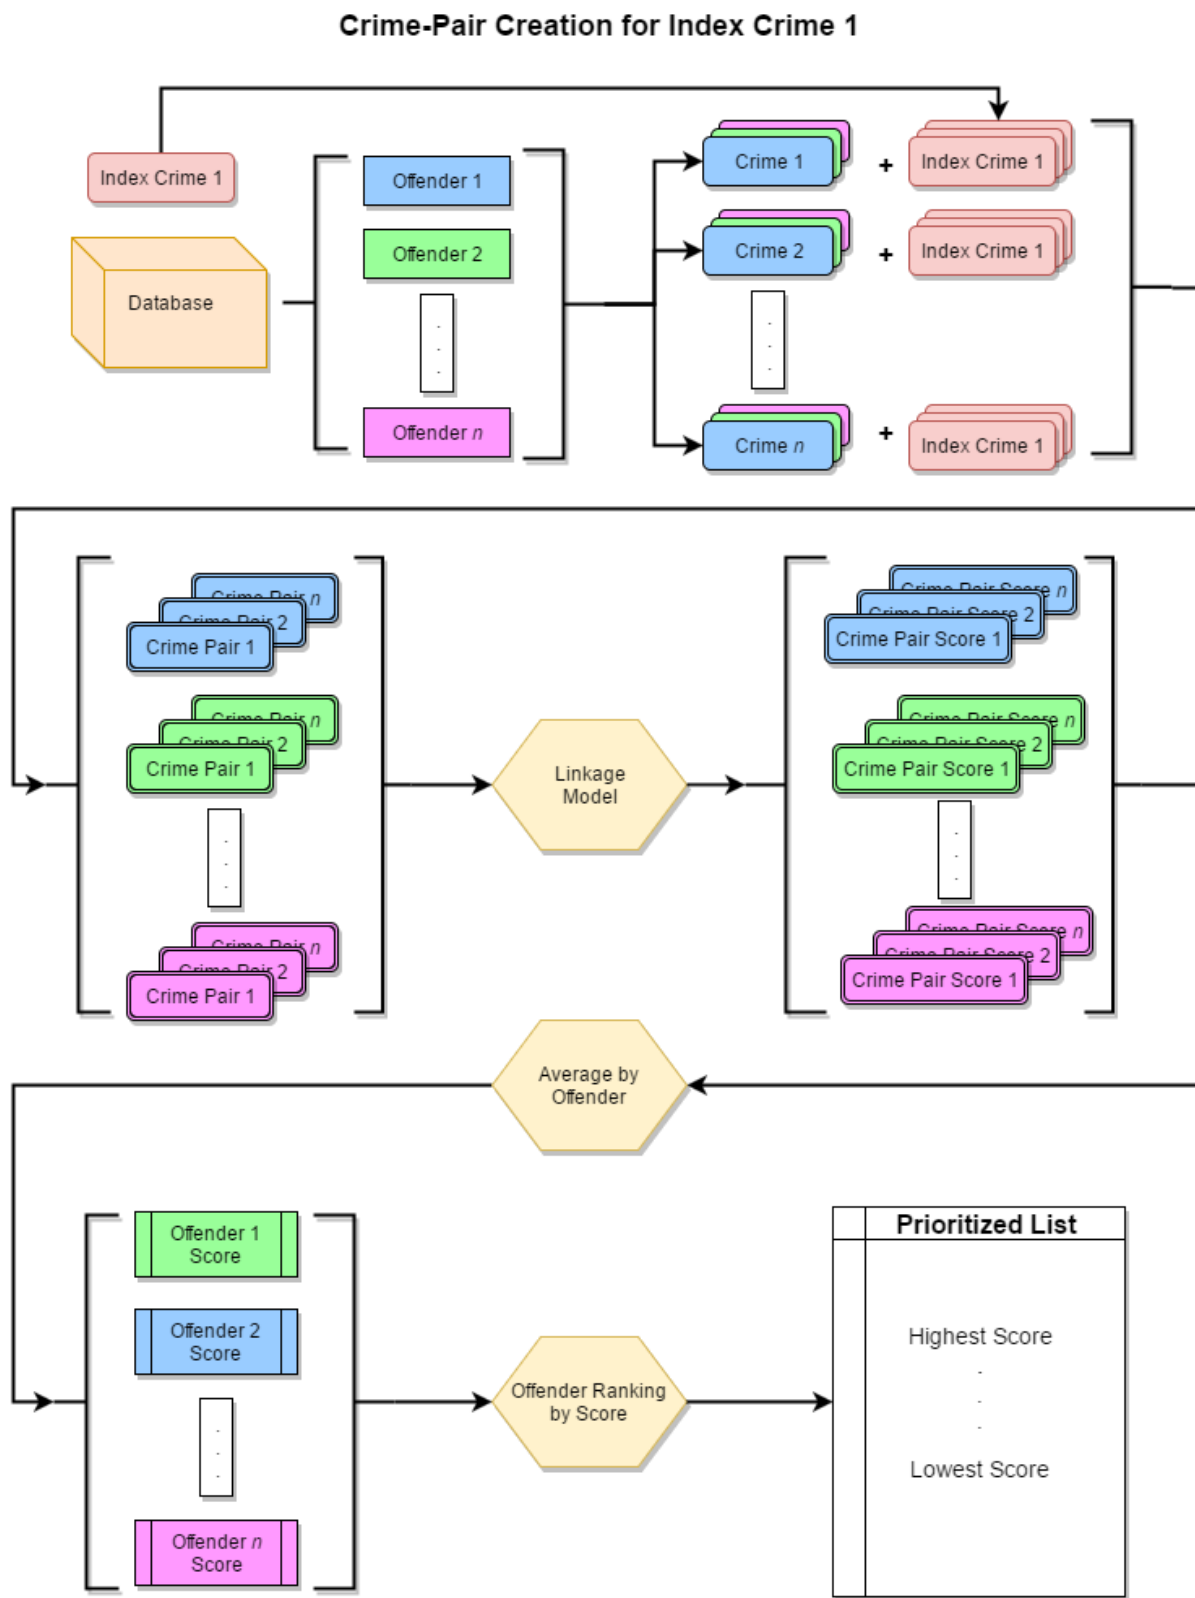 Crime-Pair Creation for Index Crime 1
Index Crime 1
Database
Offender 1
Offender 2
.
.
.
Offender n
Crime 1
+
Index Crime 1
Crime 2
+
Index Crime 1
.
.
.
Crime n
+
Index Crime 1
Crime Pair n
Crime Pair 2
Crime Pair 1
Crime Pair n
Crime Pair 2
Crime Pair 1
.
.
.
Crime Pair n
Crime Pair 2
Crime Pair 1
Linkage
Model
Crime Pair Score n
Crime Pair Score 2
Crime Pair Score 1
Crime Pair Score n
Crime Pair Score 2
Crime Pair Score 1
.
.
.
Crime Pair Score n
Crime Pair Score 2
Crime Pair Score 1
Average by
Offender
Offender 1
Score
Offender 2
Score
.
.
.
Offender n
Score
Offender Ranking
by Score
Prioritized List
Highest Score
.
.
.
Lowest Score